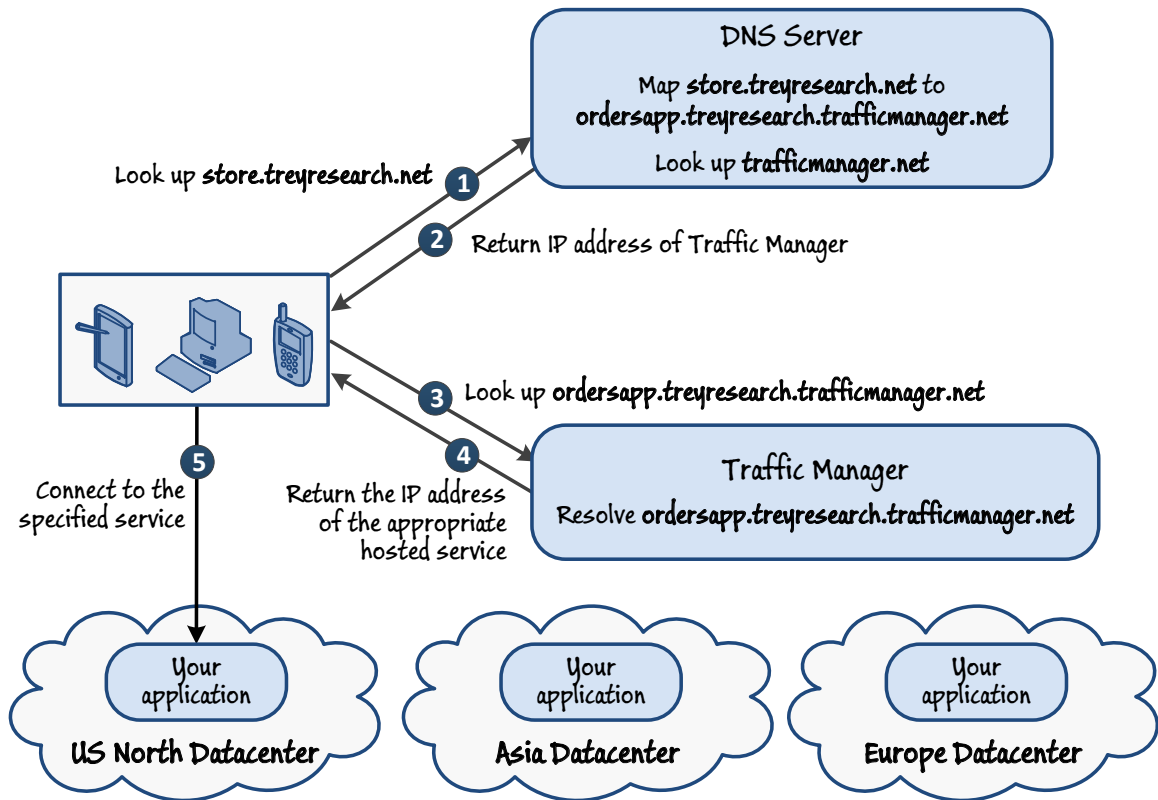 DNS Server
Map store.treyresearch.net to
ordersapp.treyresearch.trafficmanager.net
Look up trafficmanager.net
Look up store.treyresearch.net
1
2
Return IP address of Traffic Manager
3
Look up ordersapp.treyresearch.trafficmanager.net
4
Return the IP address
of the appropriate
hosted service
Traffic Manager
Resolve ordersapp.treyresearch.trafficmanager.net
5
Connect to the
specified service
Your
application
US North Datacenter
Your
application
Asia Datacenter
Your
application
Europe Datacenter